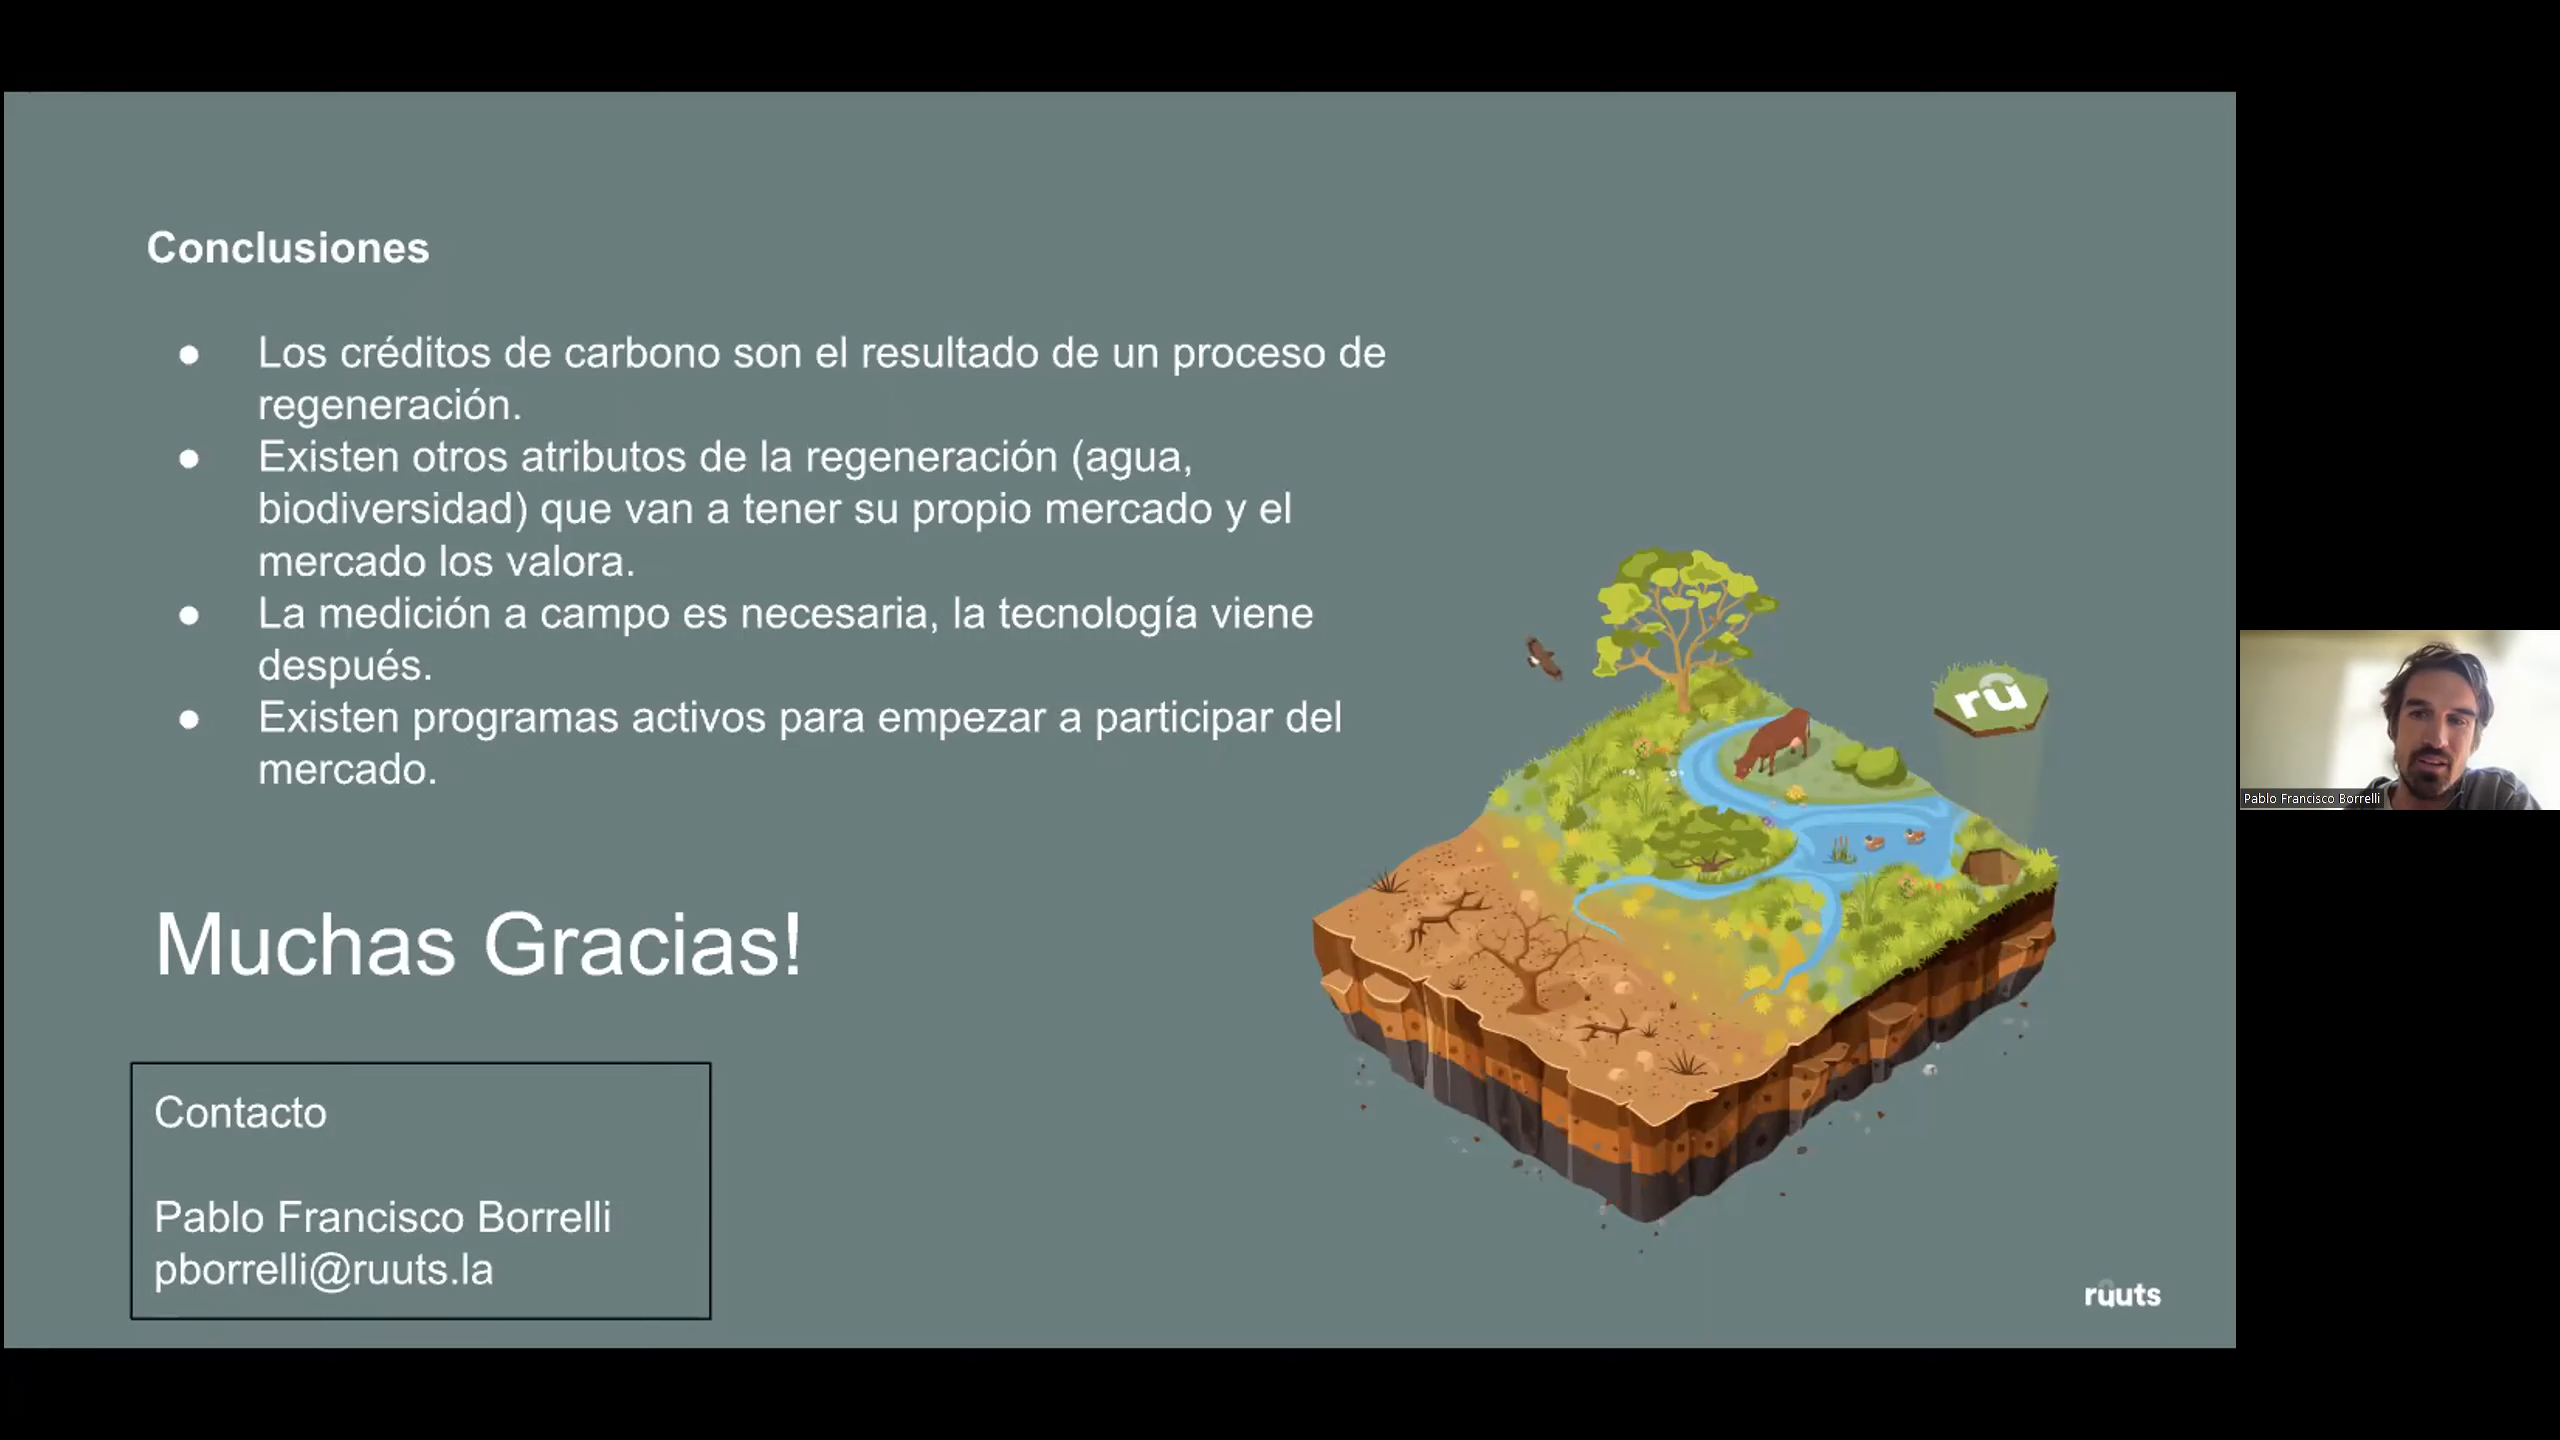 Conclusiones
● Los créditos de carbono son el resultado de un proceso de
regeneración.
● Existen otros atributos de la regeneración (agua,
biodiversidad) que van a tener su propio mercado y el
mercado los valora.
● La medición a campo es necesaria, la tecnología viene
después.
● Existen programas activos para empezar a participar del
mercado.
rū
Pablo Francisco Borrelli
Muchas Gracias!
Contacto
Pablo Francisco Borrelli
pborrelli@ruuts.la
ruuts